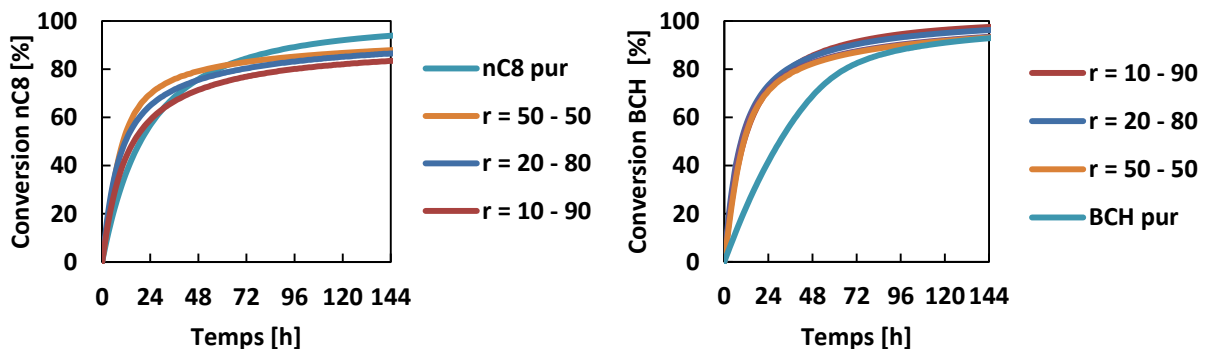 Conversion nC8 [%]
100
80
60
40
20
0
0 24 48 72 96 120 144
Temps [h]
nC8 pur
r = 50 - 50
r = 20 - 80
r = 10 - 90
Conversion BCH [%]
100
80
60
40
20
0
0 24 48 72 96 120 144
Temps [h]
r = 10 - 90
r = 20 - 80
r = 50 - 50
BCH pur